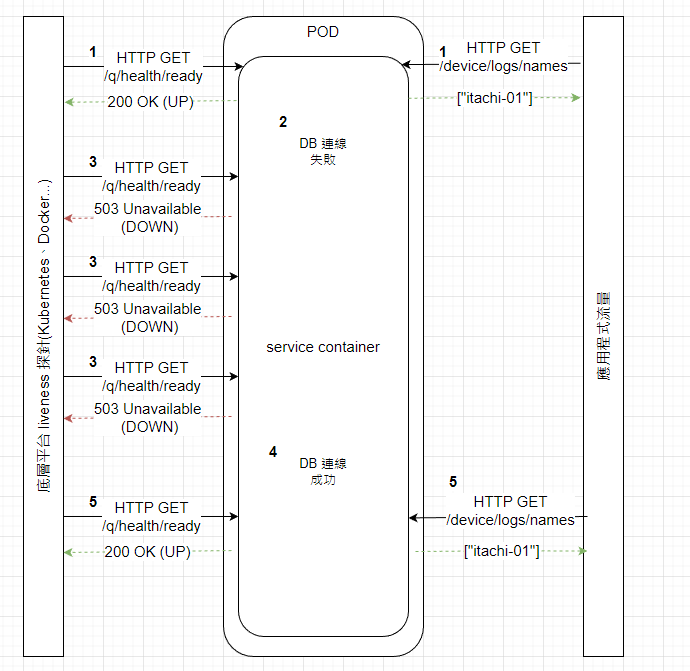 POD
1
HTTP GET
/q/health/ready
200 OK (UP)
1
HTTP GET
/device/logs/names
["itachi-01"]
2
DB 連線
失敗
3
HTTP GET
/q/health/ready
503 Unavailable
(DOWN)
3
HTTP GET
/q/health/ready
503 Unavailable
(DOWN)
3
HTTP GET
/q/health/ready
503 Unavailable
(DOWN)
底層平台 liveness 探針(Kubernetes、Docker...)
service container
應用程式流量
4
DB 連線
成功
5
HTTP GET
/q/health/ready
200 OK (UP)
5
HTTP GET
/device/logs/names
["itachi-01"]